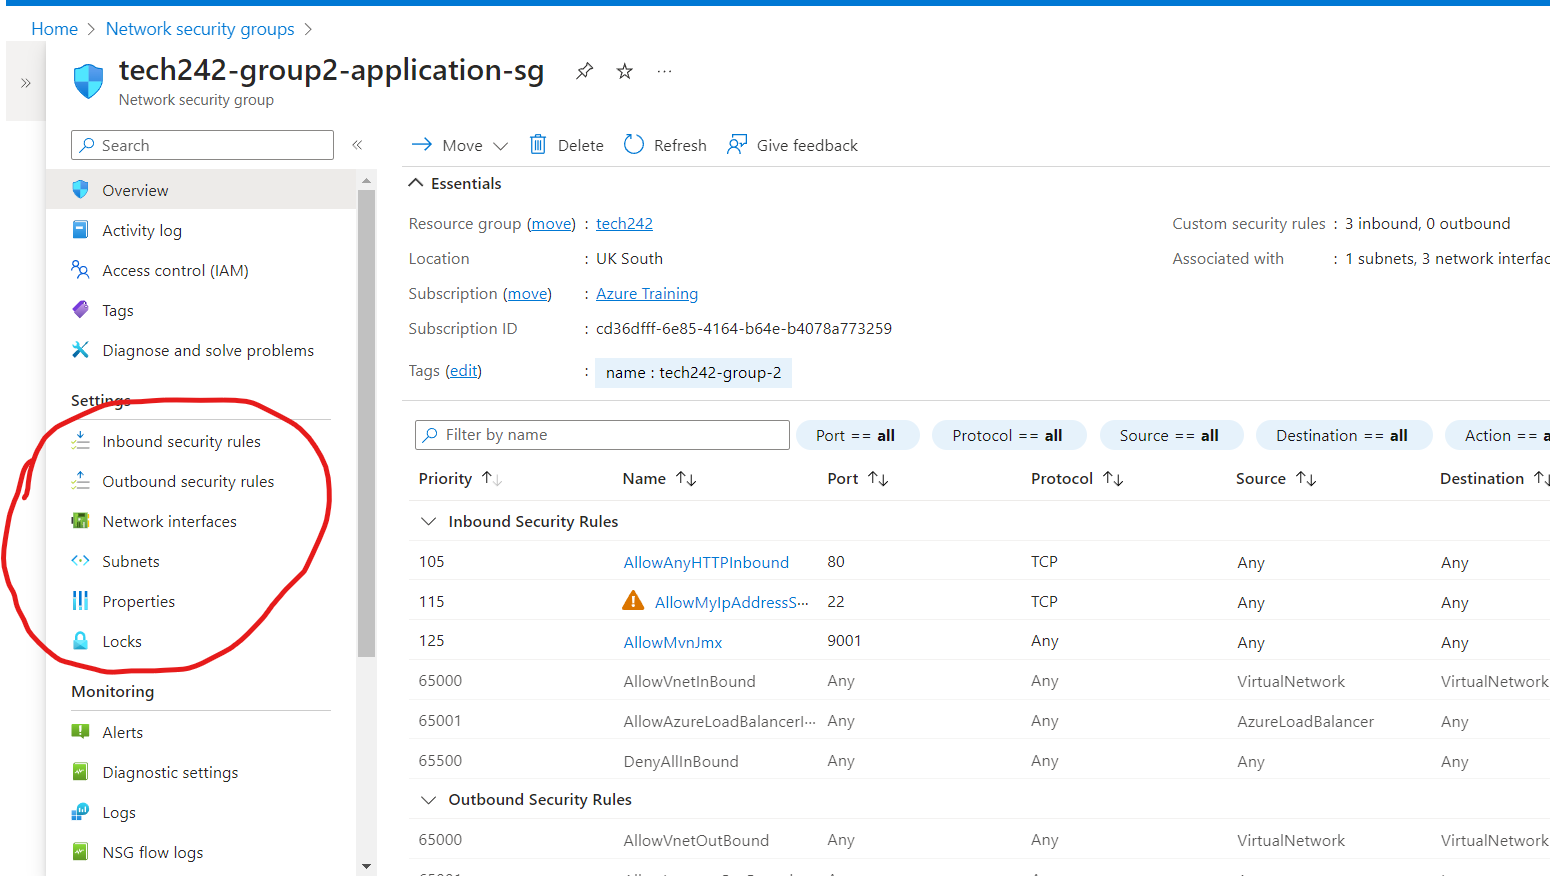 Home > Network security groups >
tech242-group2-application-sg
Network security group
Search
Overview
Activity log
Access control (IAM)
Tags
Diagnose and solve problems
Settings
Inbound security rules
Outbound security rules
Network interfaces
Subnets
Properties
Locks
Monitoring
Alerts
Diagnostic settings
Logs
NSG flow logs
Move Delete Refresh Give feedback
Essentials
Resource group (move) : tech242
Location : UK South
Subscription (move) : Azure Training
Subscription ID : cd36dfff-6e85-4164-b64e-b4078a773259
Tags (edit) : name : tech242-group-2
Custom security rules : 3 inbound, 0 outbound
Associated with : 1 subnets, 3 network interfac
Filter by name Port == all Protocol == all Source == all Destination == all Action == a
Priority Name Port Protocol Source Destination
Inbound Security Rules
105 AllowAnyHTTPInbound 80 TCP Any Any
115 AllowMyIpAddressS··· 22 TCP Any Any
125 AllowMvnJmx 9001 Any Any Any
65000 AllowVnetInBound Any Any VirtualNetwork VirtualNetwork
65001 AllowAzureLoadBalancerI··· Any Any AzureLoadBalancer Any
65500 DenyAllInBound Any Any Any Any
Outbound Security Rules
65000 AllowVnetOutBound Any Any VirtualNetwork VirtualNetwork